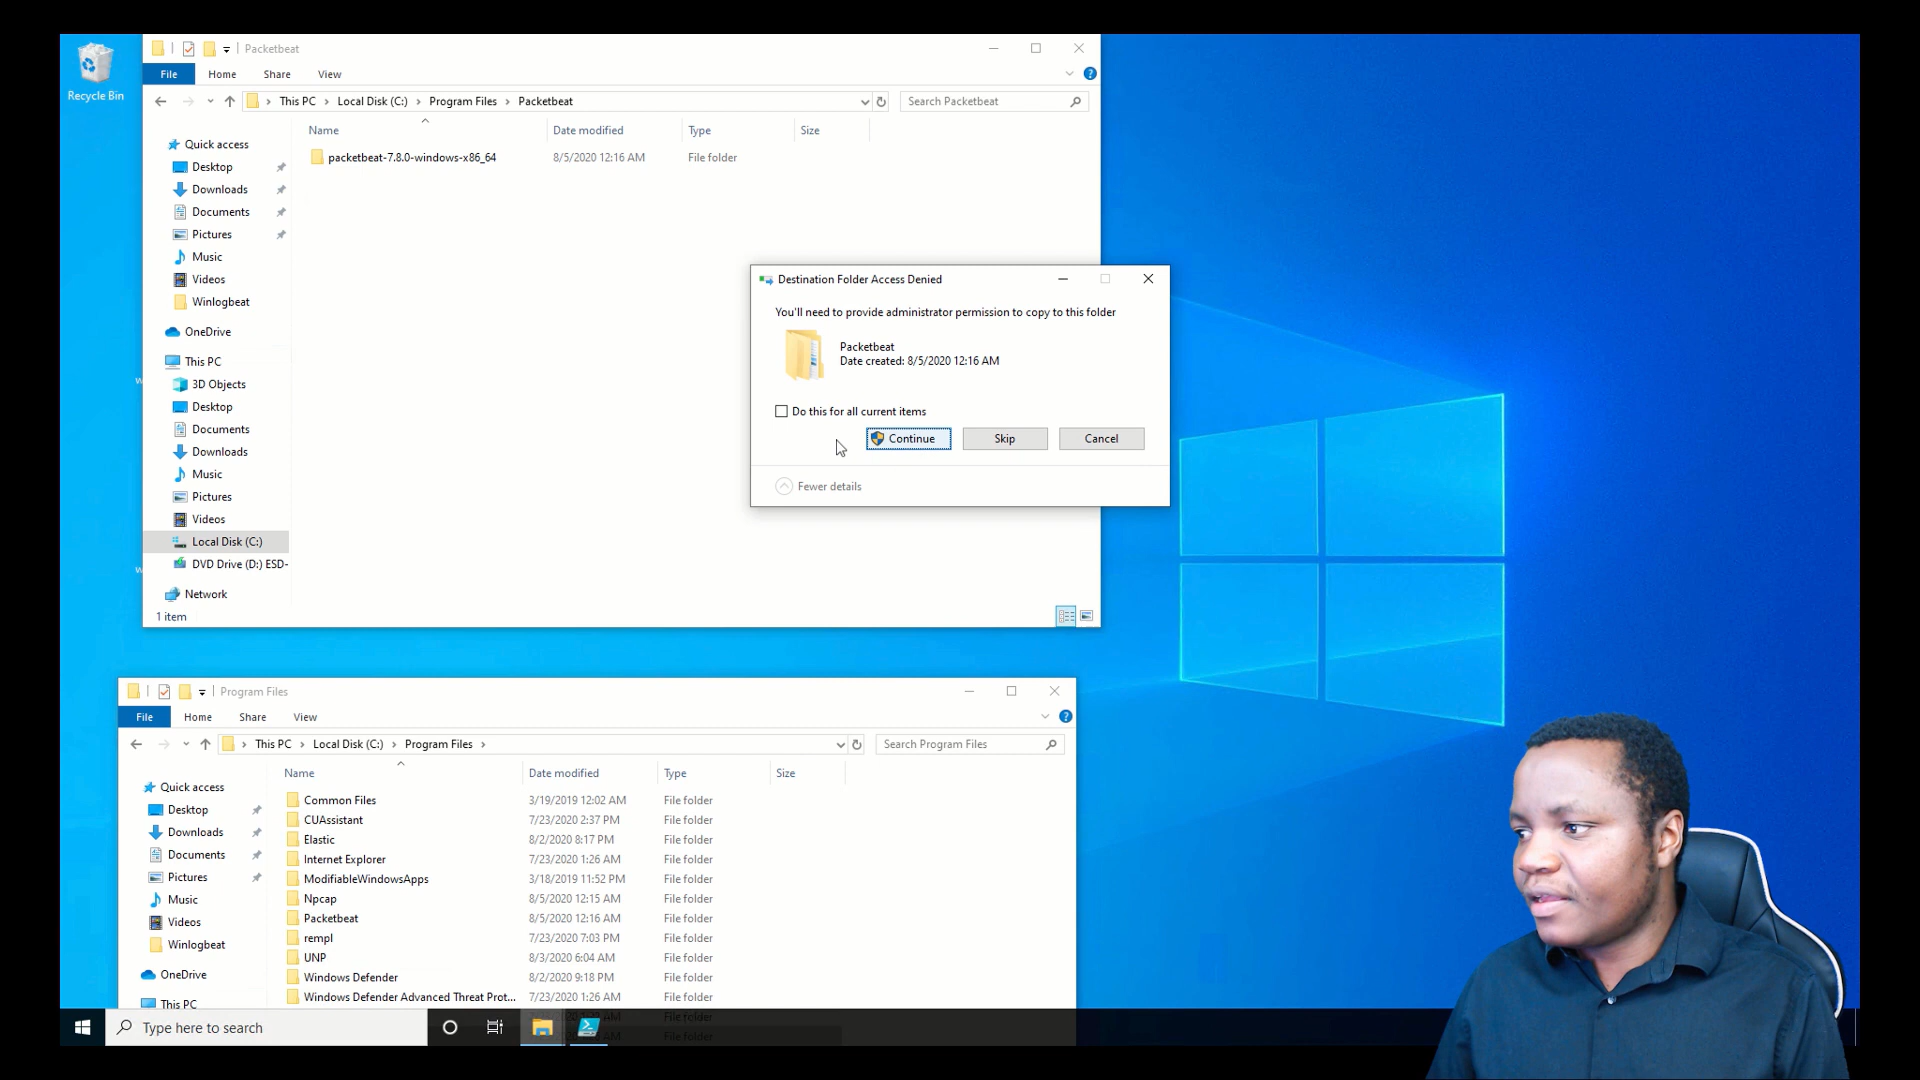 Recycle Bin
Packetbeat
File Home Share View
This PC Local Disk (C:) Program Files Packetbeat
Search Packetbeat
Name Date modified Type Size
packetbeat-7.8.0-windows-x86_64 8/5/2020 12:16 AM File folder
Quick access
Desktop
Downloads
Documents
Pictures
Music
Videos
Winlogbeat
OneDrive
This PC
3D Objects
Desktop
Documents
Downloads
Music
Pictures
Videos
Local Disk (C:)
DVD Drive (D:) ESD-
Network
1 item
Destination Folder Access Denied
You'll need to provide administrator permission to copy to this folder
Packetbeat
Date created: 8/5/2020 12:16 AM
Do this for all current items
Continue Skip Cancel
Fewer details
Program Files
File Home Share View
This PC Local Disk (C:) Program Files
Search Program Files
Name Date modified Type Size
Quick access
Desktop
Downloads
Documents
Pictures
Music
Videos
Winlogbeat
OneDrive
This PC
Common Files 3/19/2019 12:02 AM File folder
CUAssistant 7/23/2020 2:37 PM File folder
Elastic 8/2/2020 8:17 PM File folder
Internet Explorer 7/23/2020 1:26 AM File folder
ModifiableWindowsApps 3/18/2019 11:52 PM File folder
Npcap 8/5/2020 12:15 AM File folder
Packetbeat 8/5/2020 12:16 AM File folder
rempl 7/23/2020 7:03 PM File folder
UNP 8/3/2020 6:04 AM File folder
Windows Defender 8/2/2020 9:18 PM File folder
Windows Defender Advanced Threat Prot... 7/23/2020 1:26 AM File folder
File folder
File folder
Type here to search